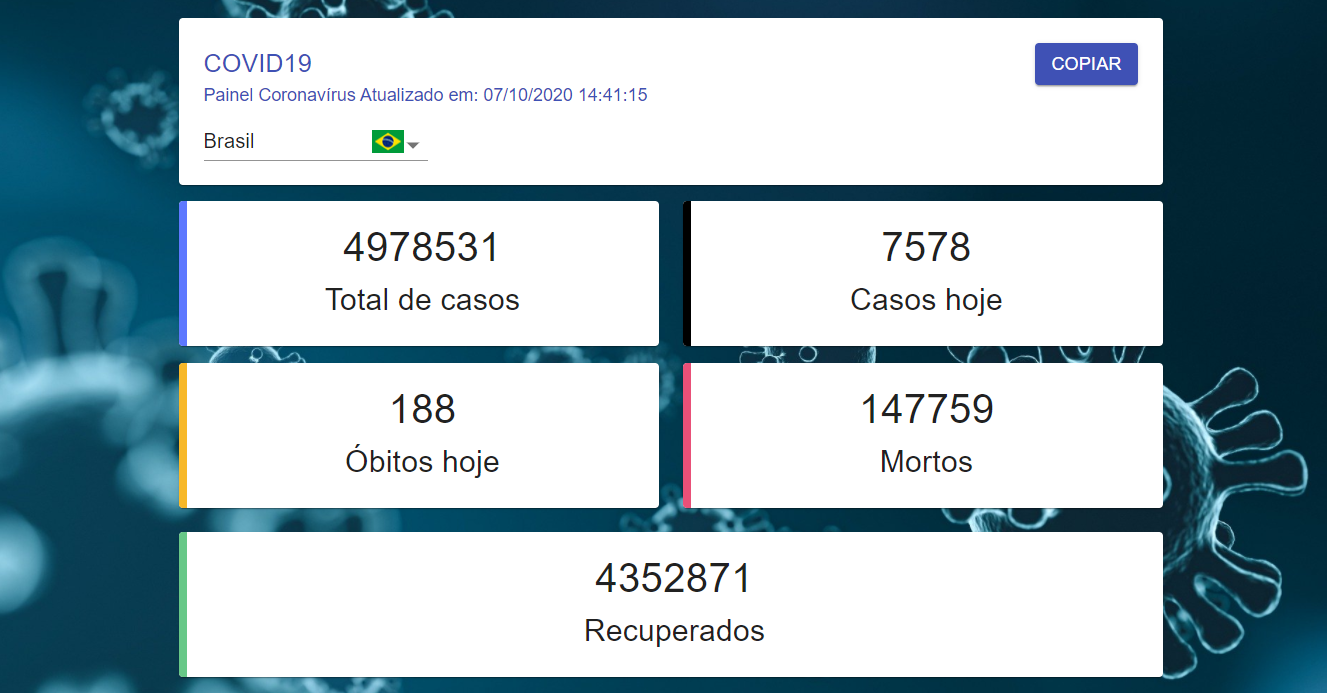 COVID19
COPIAR
Painel Coronavírus Atualizado em: 07/10/2020 14:41:15
Brasil
4978531
Total de casos
7578
Casos hoje
188
Óbitos hoje
147759
Mortos
4352871
Recuperados